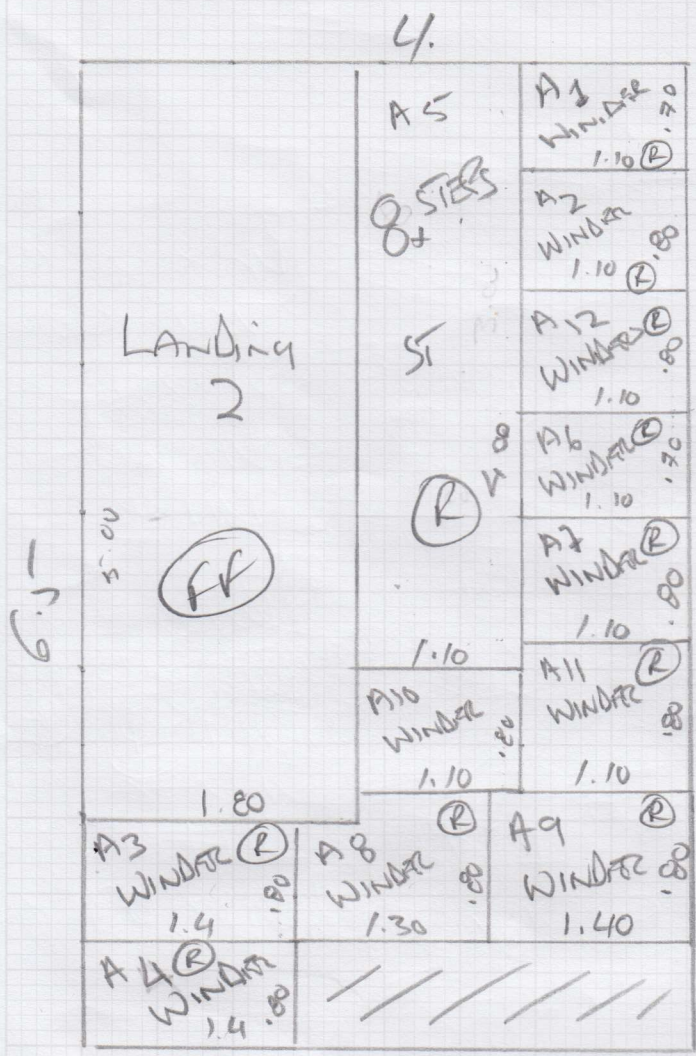 4.
6.5
LANDING
2
5.00
FF
1.80
A5
8 STEPS
ST
R
1.10
A1
WINDER
.70
1.10 R
A2
WINDER
.80
1.10 R
A12 R
WINDER
.80
1.10
A6 R
WINDER
.70
1.10
A7 R
WINDER
.80
1.10
A11 R
WINDER
.80
1.10
A10
WINDER
.80
1.10
A3 R
WINDER
.80
1.4
A8 R
WINDER
.80
1.30
A9 R
WINDER
.80
1.40
A4 R
WINDER
1.4 .80